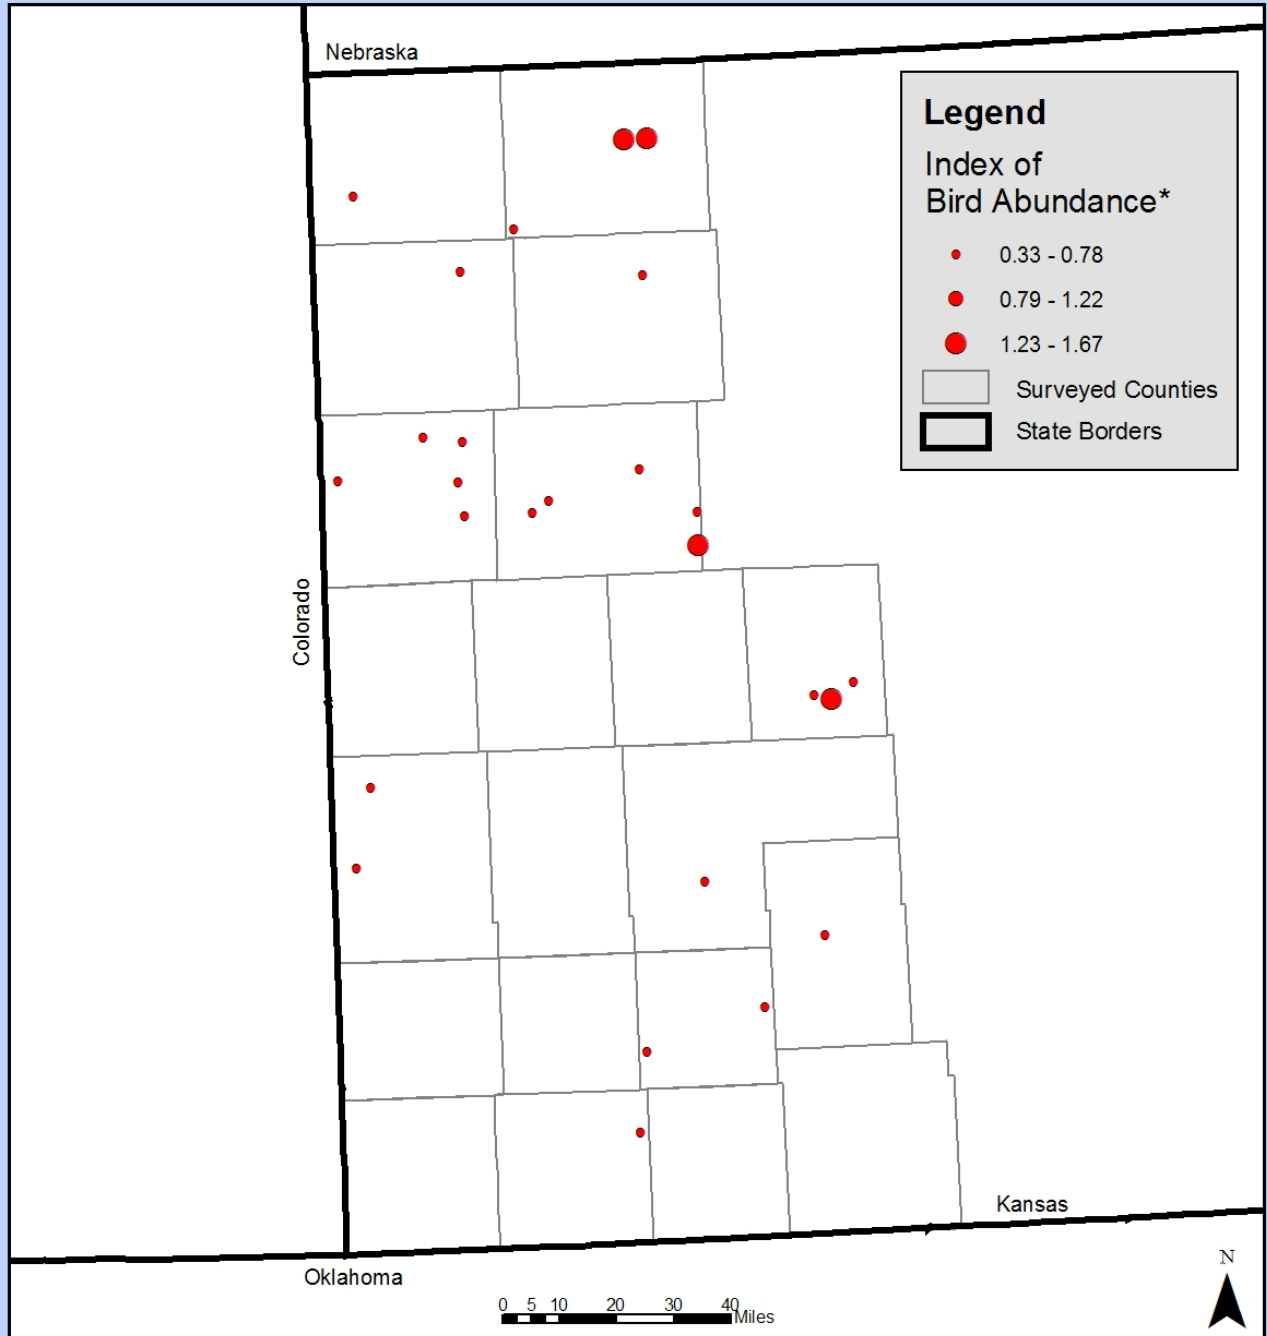 Nebraska
Legend
Index of
Bird Abundance*
0.33 - 0.78
0.79 - 1.22
1.23 - 1.67
Surveyed Counties
State Borders
Colorado
Kansas
Oklahoma
N
0 5 10 20 30 40
Miles